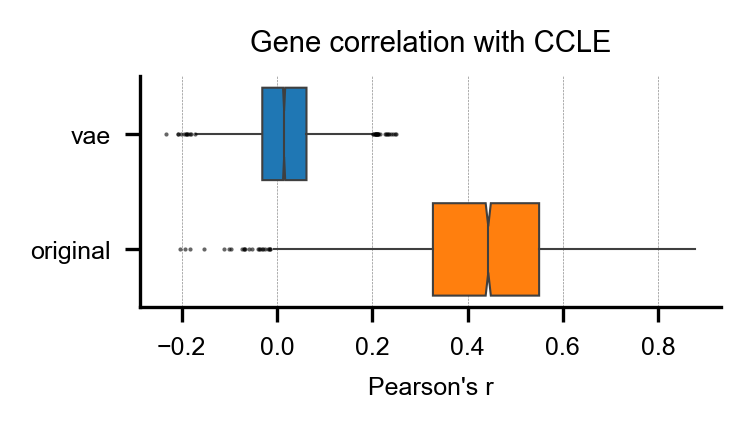 Gene correlation with CCLE
vae
original
−0.2 0.0 0.2 0.4 0.6 0.8
Pearson's r